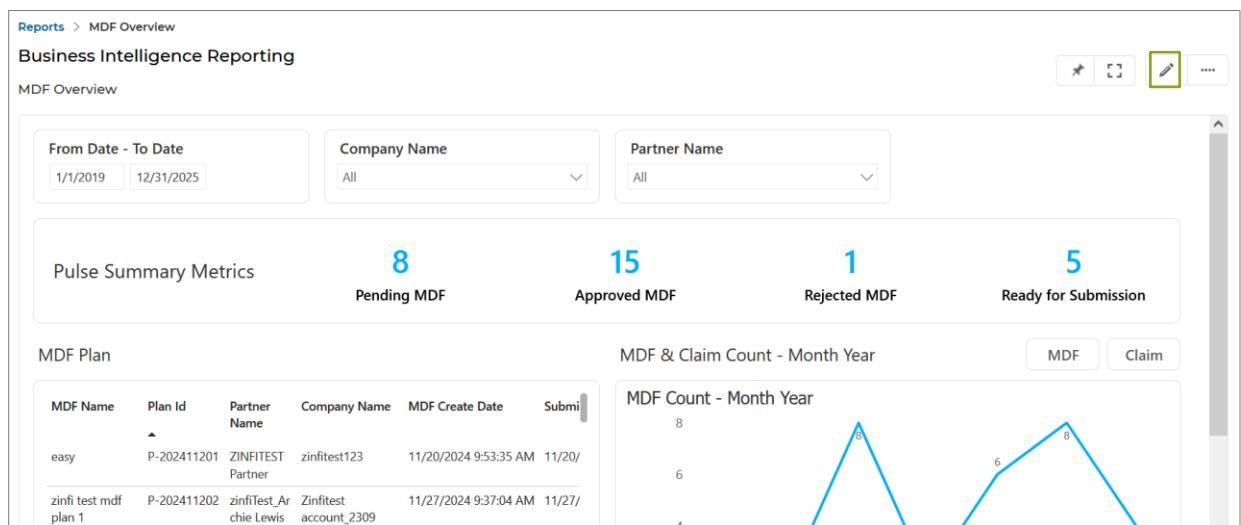 Reports > MDF Overview
Business Intelligence Reporting
MDF Overview
From Date - To Date
1/1/2019 12/31/2025
Company Name
All
Partner Name
All
Pulse Summary Metrics
8
Pending MDF
15
Approved MDF
1
Rejected MDF
5
Ready for Submission
MDF Plan
MDF Name Plan Id Partner Name Company Name MDF Create Date Submi
easy P-202411201 ZINFITEST Partner zinfitest123 11/20/2024 9:53:35 AM 11/20/
zinfi test mdf plan 1 P-202411202 zinfiTest_Archie Lewis Zinfitest account_2309 11/27/2024 9:37:04 AM 11/27/
MDF & Claim Count - Month Year
MDF Claim
MDF Count - Month Year
8
8
8
6
6